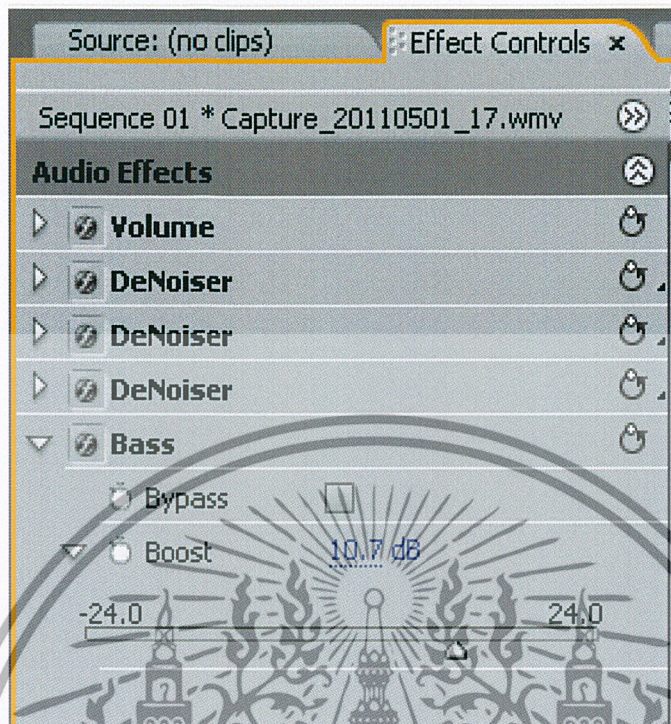 Source: (no clips) Effect Controls x
Sequence 01 * Capture_20110501_17.wmv
Audio Effects
Volume
DeNoiser
DeNoiser
DeNoiser
Bass
Bypass
Boost 10.7 dB
-24.0 24.0